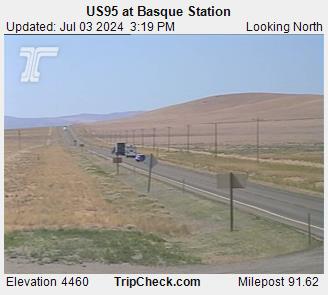 US95 at Basque Station
Updated: Jul 03 2024 3:19 PM Looking North
Elevation 4460 TripCheck.com Milepost 91.62